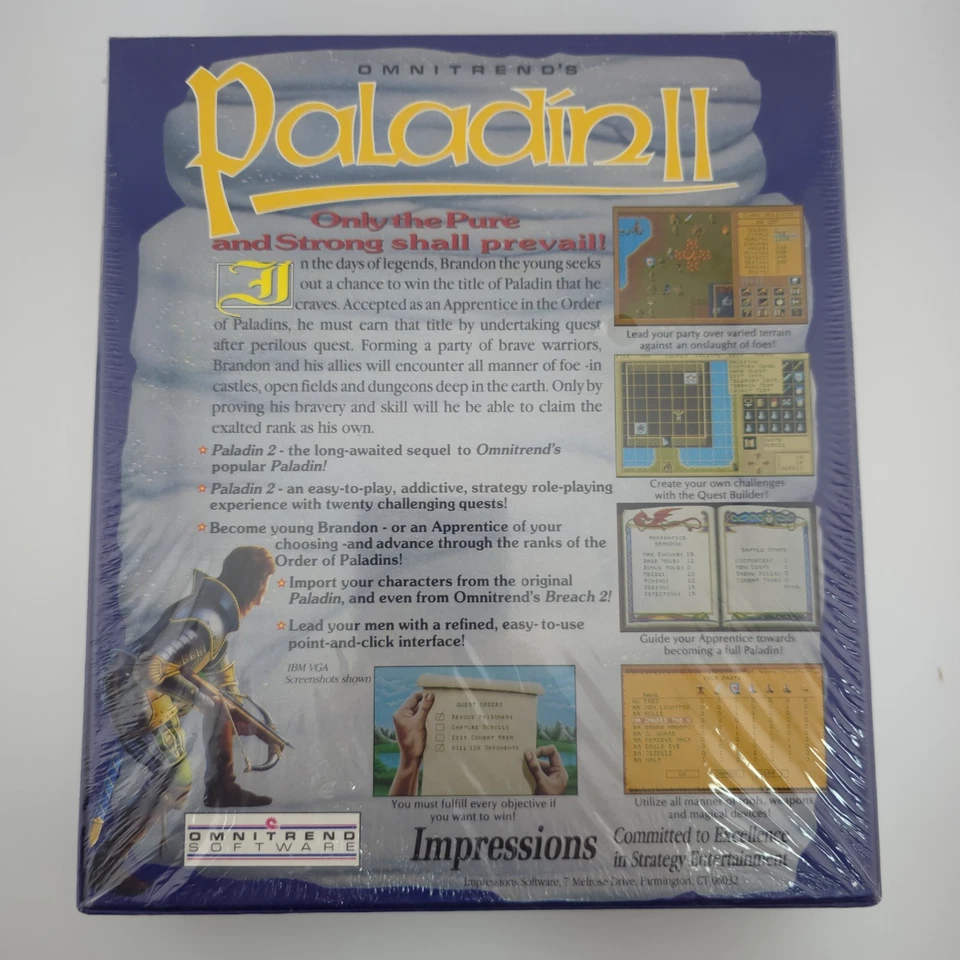 OMNITREND'S
Paladin II
Only the Pure
and Strong shall prevail!
In the days of legends, Brandon the young seeks
out a chance to win the title of Paladin that he
craves. Accepted as an Apprentice in the Order
of Paladins, he must earn that title by undertaking quest
after perilous quest. Forming a party of brave warriors,
Brandon and his allies will encounter all manner of foe -in
castles, open fields and dungeons deep in the earth. Only by
proving his bravery and skill will he be able to claim the
exalted rank as his own.
Paladin 2 - the long-awaited sequel to Omnitrend's
popular Paladin!
Paladin 2 - an easy-to-play, addictive, strategy role-playing
experience with twenty challenging quests!
Become young Brandon - or an Apprentice of your
choosing -and advance through the ranks of the
Order of Paladins!
Import your characters from the original
Paladin, and even from Omnitrend's Breach 2!
Lead your men with a refined, easy-to-use
point-and-click interface!
IBM VGA
Screenshots shown
Lead your party over varied terrain
against an onslaught of foes!
Create your own challenges
with the Quest Builder!
APPRENTICE
BRANDON
BATTLE STATS
Guide your Apprentice towards
becoming a full Paladin!
QUEST ORDERS
RESCUE PRISONERS
CAPTURE SCROLLS
EXIT COMBAT AREA
KILL ALL OPPONENTS
You must fulfill every objective if
you want to win!
NAME
Utilize all manner of tools, weapons
and magical devices!
OMNITREND
SOFTWARE
Impressions
Committed to Excellence
in Strategy Entertainment
Impressions Software, 7 Melrose Drive, Farmington, CT 06032